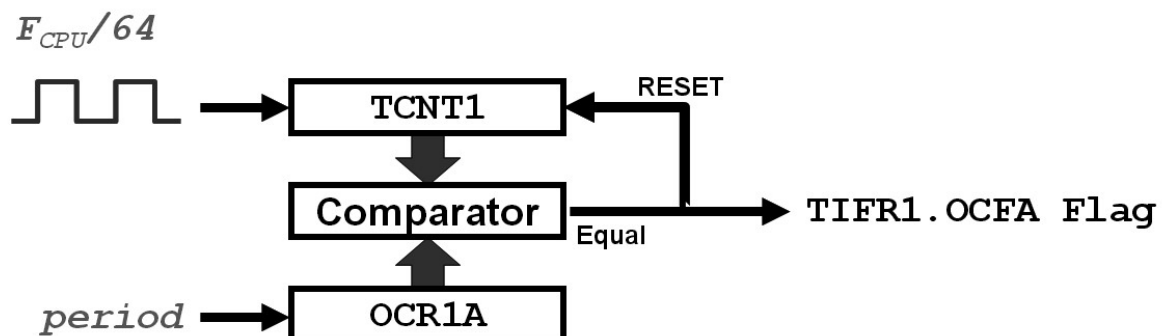 F_CPU/64
RESET
TCNT1
Comparator
Equal
TIFR1.OCFA Flag
period
OCR1A